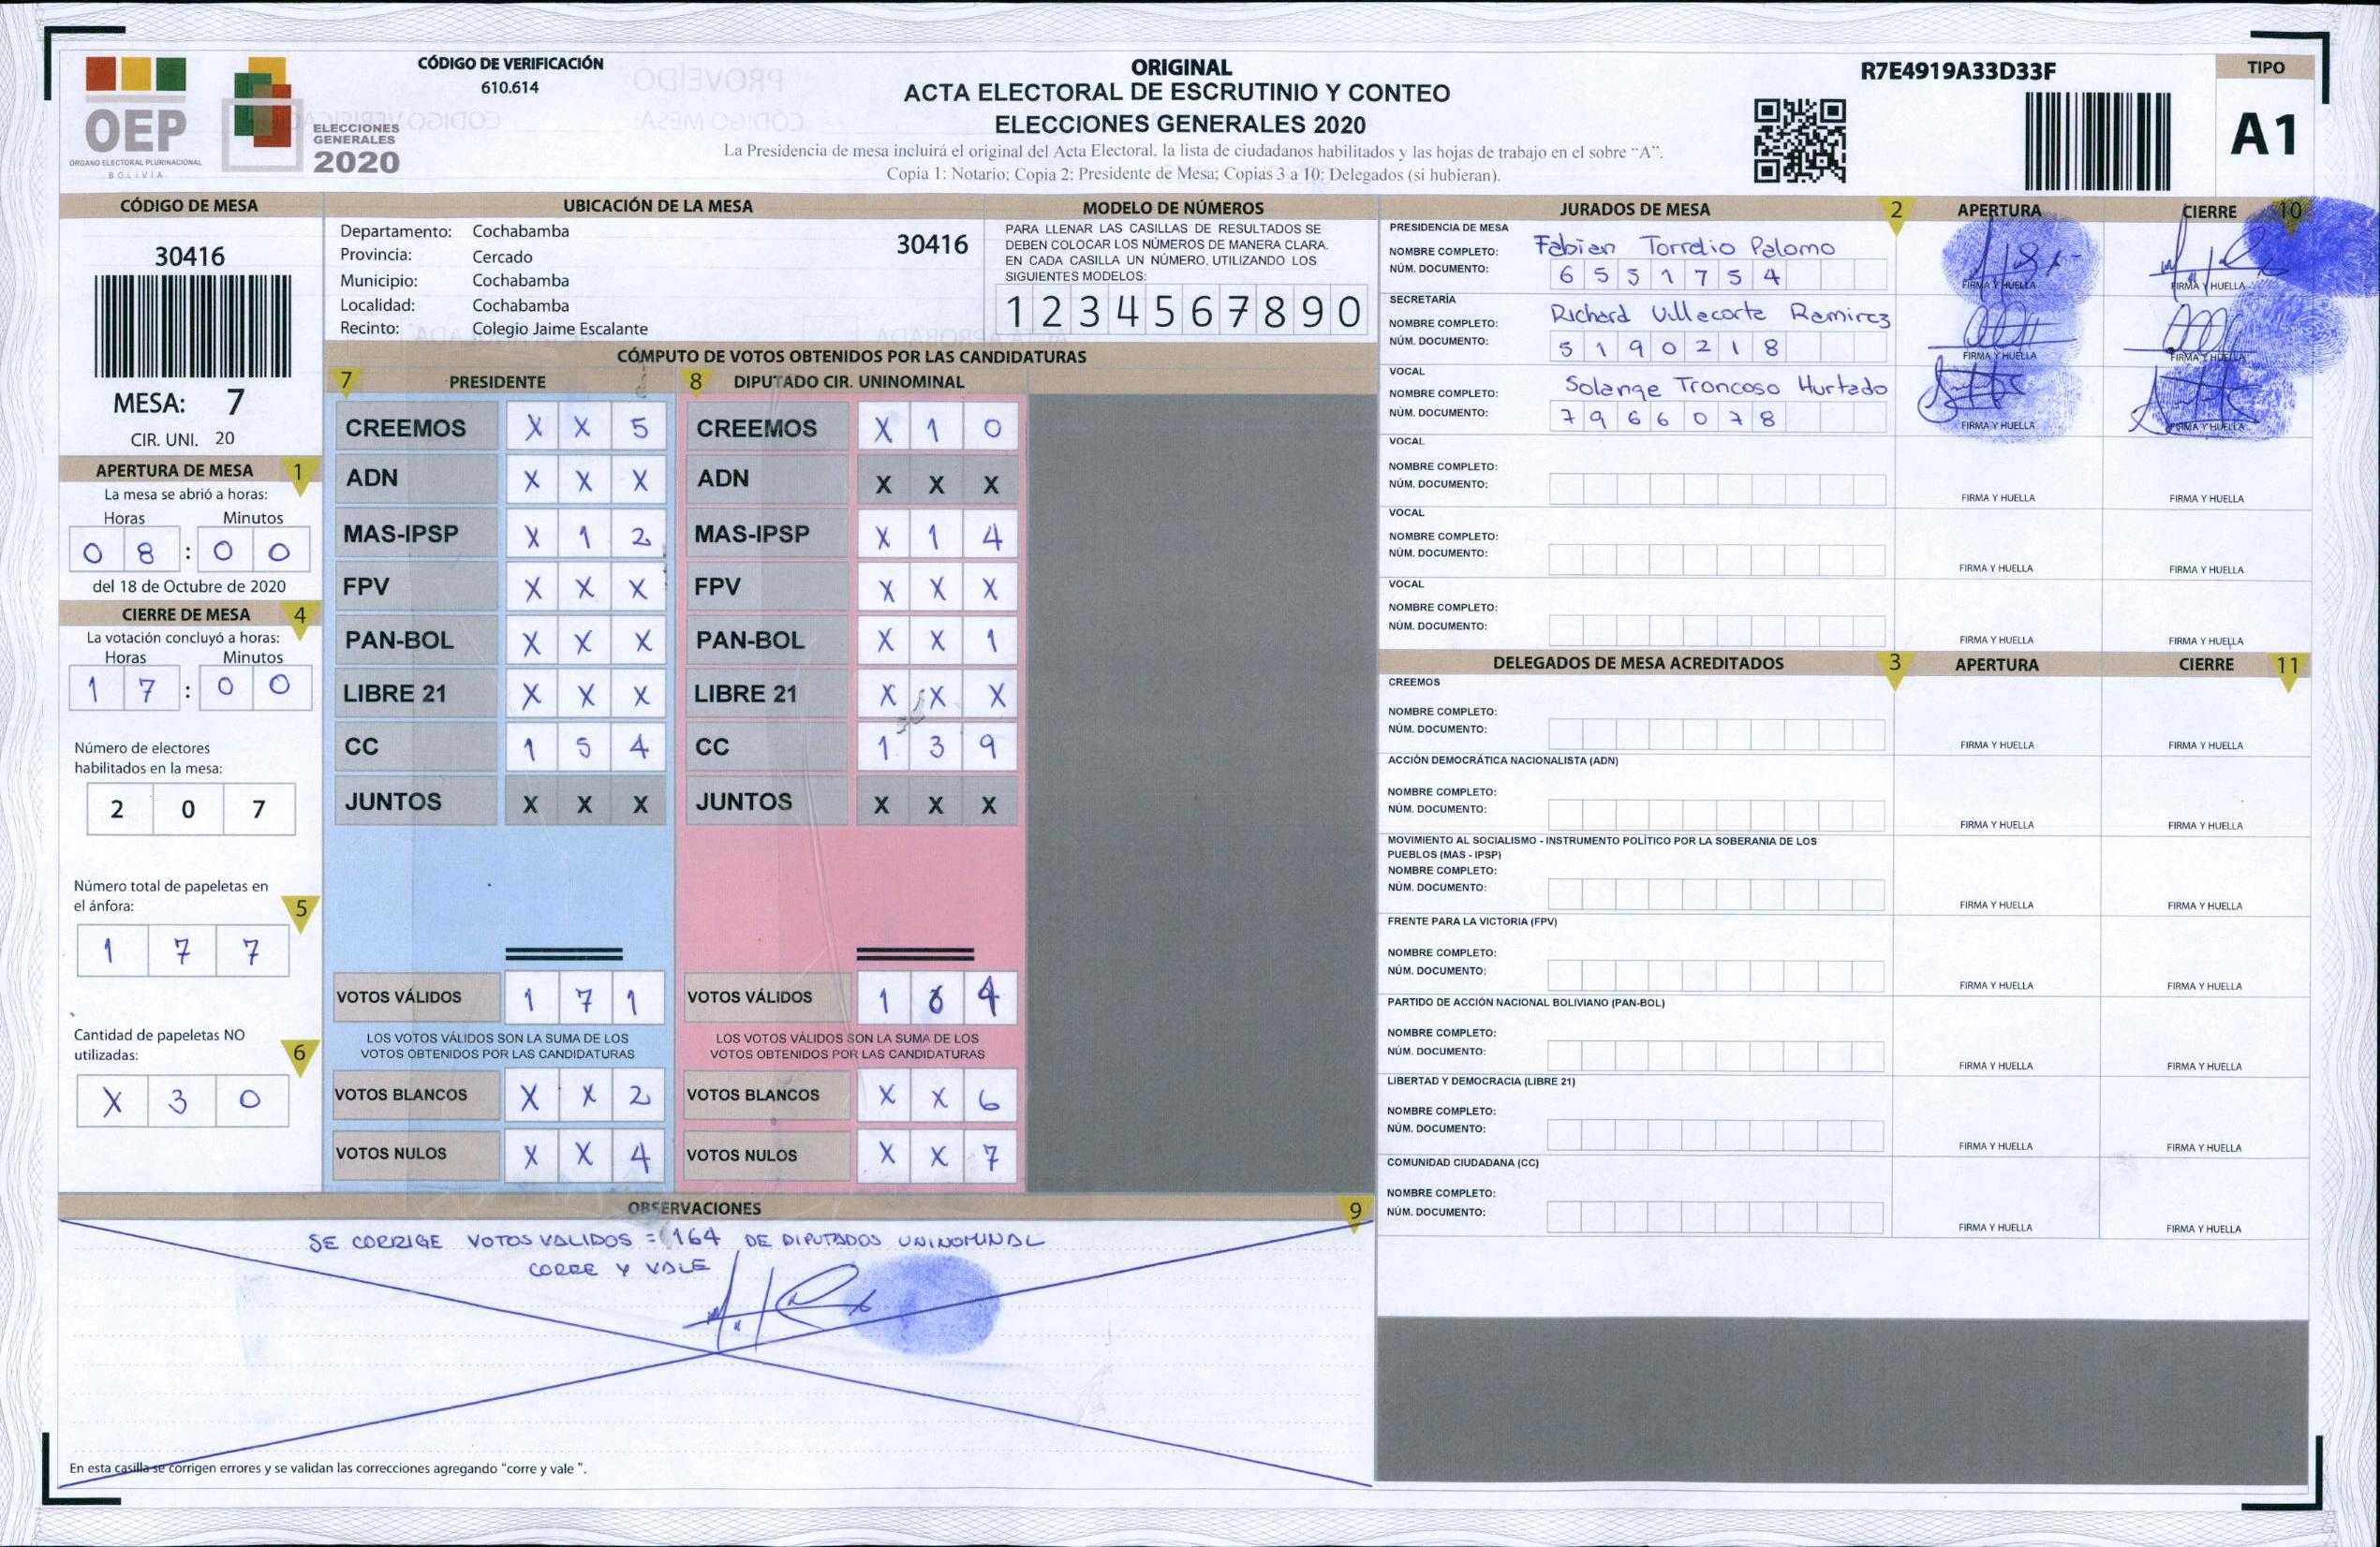 OEP
ORGANO ELECTORAL PLURINACIONAL
BOLIVIA
ELECCIONES
GENERALES
2020
CÓDIGO DE VERIFICACIÓN
610.614
ORIGINAL
ACTA ELECTORAL DE ESCRUTINIO Y CONTEO
ELECCIONES GENERALES 2020
La Presidencia de mesa incluirá el original del Acta Electoral, la lista de ciudadanos habilitados y las hojas de trabajo en el sobre “A”.
Copia 1: Notario; Copia 2: Presidente de Mesa; Copias 3 a 10: Delegados (si hubieran).
R7E4919A33D33F
TIPO
A1
CÓDIGO DE MESA
30416
MESA: 7
CIR. UNI. 20
APERTURA DE MESA 1
La mesa se abrió a horas:
Horas Minutos
0 8 : 0 0
del 18 de Octubre de 2020
CIERRE DE MESA 4
La votación concluyó a horas:
Horas Minutos
1 7 : 0 0
Número de electores
habilitados en la mesa:
2 0 7
Número total de papeletas en
el ánfora: 5
1 7 7
Cantidad de papeletas NO
utilizadas: 6
X 3 0
UBICACIÓN DE LA MESA
Departamento: Cochabamba
Provincia: Cercado
Municipio: Cochabamba
Localidad: Cochabamba
Recinto: Colegio Jaime Escalante
30416
MODELO DE NÚMEROS
PARA LLENAR LAS CASILLAS DE RESULTADOS SE
DEBEN COLOCAR LOS NÚMEROS DE MANERA CLARA.
EN CADA CASILLA UN NÚMERO, UTILIZANDO LOS
SIGUIENTES MODELOS:
1 2 3 4 5 6 7 8 9 0
CÓMPUTO DE VOTOS OBTENIDOS POR LAS CANDIDATURAS
7 PRESIDENTE
CREEMOS X X 5
ADN X X X
MAS-IPSP X 1 2
FPV X X X
PAN-BOL X X X
LIBRE 21 X X X
CC 1 5 4
JUNTOS X X X
VOTOS VÁLIDOS 1 7 1
LOS VOTOS VÁLIDOS SON LA SUMA DE LOS
VOTOS OBTENIDOS POR LAS CANDIDATURAS
VOTOS BLANCOS X X 2
VOTOS NULOS X X 4
8 DIPUTADO CIR. UNINOMINAL
CREEMOS X 1 0
ADN X X X
MAS-IPSP X 1 4
FPV X X X
PAN-BOL X X 1
LIBRE 21 X X X
CC 1 3 9
JUNTOS X X X
VOTOS VÁLIDOS 1 6 4
LOS VOTOS VÁLIDOS SON LA SUMA DE LOS
VOTOS OBTENIDOS POR LAS CANDIDATURAS
VOTOS BLANCOS X X 6
VOTOS NULOS X X 7
OBSERVACIONES 9
SE CORRIGE VOTOS VALIDOS = 164 DE DIPUTADOS UNINOMINAL
CORRE Y VALE
En esta casilla se corrigen errores y se validan las correcciones agregando “corre y vale ”.
JURADOS DE MESA 2 APERTURA CIERRE 10
PRESIDENCIA DE MESA
NOMBRE COMPLETO: Fabian Torrelio Palomo
NÚM. DOCUMENTO: 6 5 5 1 7 5 4
FIRMA Y HUELLA FIRMA Y HUELLA
SECRETARÍA
NOMBRE COMPLETO: Richard Villecorte Ramirez
NÚM. DOCUMENTO: 5 1 9 0 2 1 8
FIRMA Y HUELLA FIRMA Y HUELLA
VOCAL
NOMBRE COMPLETO: Solange Troncoso Hurtado
NÚM. DOCUMENTO: 7 9 6 6 0 7 8
FIRMA Y HUELLA FIRMA Y HUELLA
VOCAL
NOMBRE COMPLETO:
NÚM. DOCUMENTO:
FIRMA Y HUELLA FIRMA Y HUELLA
VOCAL
NOMBRE COMPLETO:
NÚM. DOCUMENTO:
FIRMA Y HUELLA FIRMA Y HUELLA
VOCAL
NOMBRE COMPLETO:
NÚM. DOCUMENTO:
FIRMA Y HUELLA FIRMA Y HUELLA
DELEGADOS DE MESA ACREDITADOS 3 APERTURA CIERRE 11
CREEMOS
NOMBRE COMPLETO:
NÚM. DOCUMENTO:
FIRMA Y HUELLA FIRMA Y HUELLA
ACCIÓN DEMOCRÁTICA NACIONALISTA (ADN)
NOMBRE COMPLETO:
NÚM. DOCUMENTO:
FIRMA Y HUELLA FIRMA Y HUELLA
MOVIMIENTO AL SOCIALISMO - INSTRUMENTO POLÍTICO POR LA SOBERANIA DE LOS
PUEBLOS (MAS - IPSP)
NOMBRE COMPLETO:
NÚM. DOCUMENTO:
FIRMA Y HUELLA FIRMA Y HUELLA
FRENTE PARA LA VICTORIA (FPV)
NOMBRE COMPLETO:
NÚM. DOCUMENTO:
FIRMA Y HUELLA FIRMA Y HUELLA
PARTIDO DE ACCIÓN NACIONAL BOLIVIANO (PAN-BOL)
NOMBRE COMPLETO:
NÚM. DOCUMENTO:
FIRMA Y HUELLA FIRMA Y HUELLA
LIBERTAD Y DEMOCRACIA (LIBRE 21)
NOMBRE COMPLETO:
NÚM. DOCUMENTO:
FIRMA Y HUELLA FIRMA Y HUELLA
COMUNIDAD CIUDADANA (CC)
NOMBRE COMPLETO:
NÚM. DOCUMENTO:
FIRMA Y HUELLA FIRMA Y HUELLA